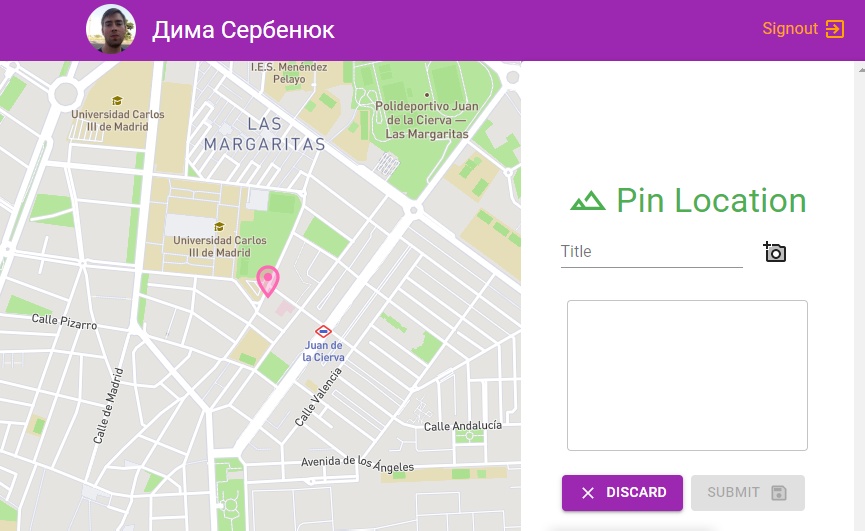 Дима Сербенюк
Signout
I.E.S. Menéndez
Pelayo
Universidad Carlos
III de Madrid
LAS
MARGARITAS
Polideportivo Juan
de la Cierva —
Las Margaritas
Universidad Carlos
III de Madrid
Calle Pizarro
Juan de
la Cierva
Calle de Madrid
Calle Valencia
Calle Andalucía
Avenida de los Ángeles
Pin Location
Title
DISCARD
SUBMIT